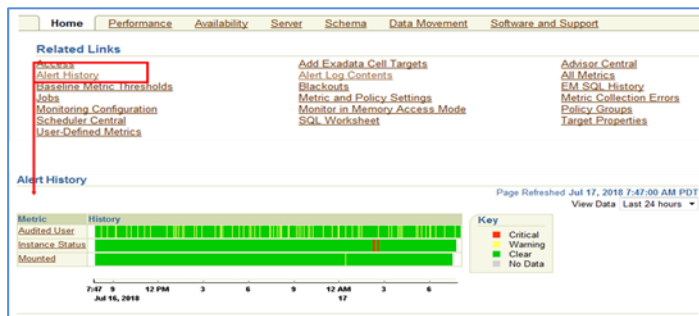 Home Performance Availability Server Schema Data Movement Software and Support
Related Links
Access Add Exadata Cell Targets Advisor Central
Alert History Alert Log Contents All Metrics
Baseline Metric Thresholds Blackouts EM SQL History
Jobs Metric and Policy Settings Metric Collection Errors
Monitoring Configuration Monitor in Memory Access Mode Policy Groups
Scheduler Central SQL Worksheet Target Properties
User-Defined Metrics
Alert History
Page Refreshed Jul 17, 2018 7:47:00 AM PDT
View Data Last 24 hours
Metric History
Audited User
Instance Status
Mounted
Key
Critical
Warning
Clear
No Data
7:47 9 12 PM 3 6 9 12 AM 3 6
Jul 16, 2018 17